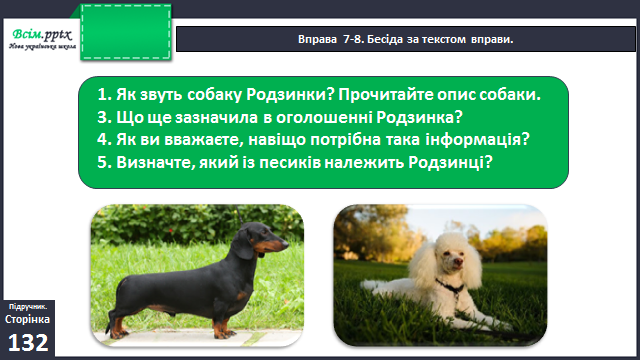 Всім.pptx
Нова українська школа
Вправа 7-8. Бесіда за текстом вправи.
1. Як звуть собаку Родзинки? Прочитайте опис собаки.
3. Що ще зазначила в оголошенні Родзинка?
4. Як ви вважаєте, навіщо потрібна така інформація?
5. Визначте, який із песиків належить Родзинці?
Підручник.
Сторінка
132